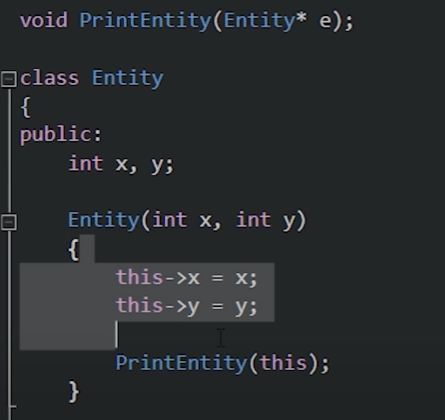 void PrintEntity(Entity* e);
class Entity
{
public:
int x, y;
Entity(int x, int y)
{
this->x = x;
this->y = y;
PrintEntity(this);
}